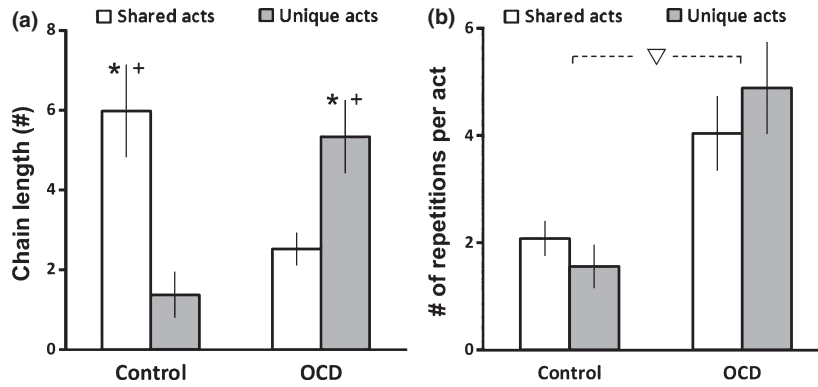 (a) Shared acts Unique acts
Chain length (#)
8
6
4
2
0
* +
* +
Control OCD
(b) Shared acts Unique acts
# of repetitions per act
6
4
2
0
Control OCD